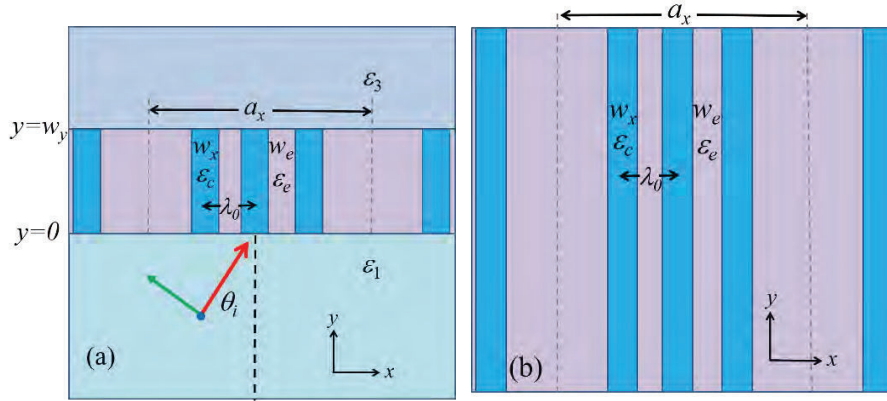 a_x
ε_3
y=w_y
w_x
w_e
ε_c
ε_e
λ_0
y=0
ε_1
θ_i
(a)
y
x
a_x
w_x
w_e
ε_c
ε_e
λ_0
y
x
(b)